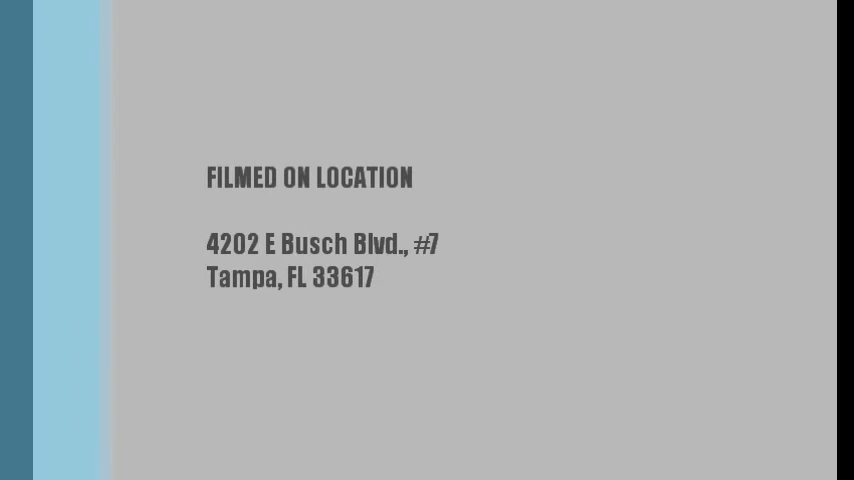 FILMED ON LOCATION
4202 E Busch Blvd., #7
Tampa, FL 33617